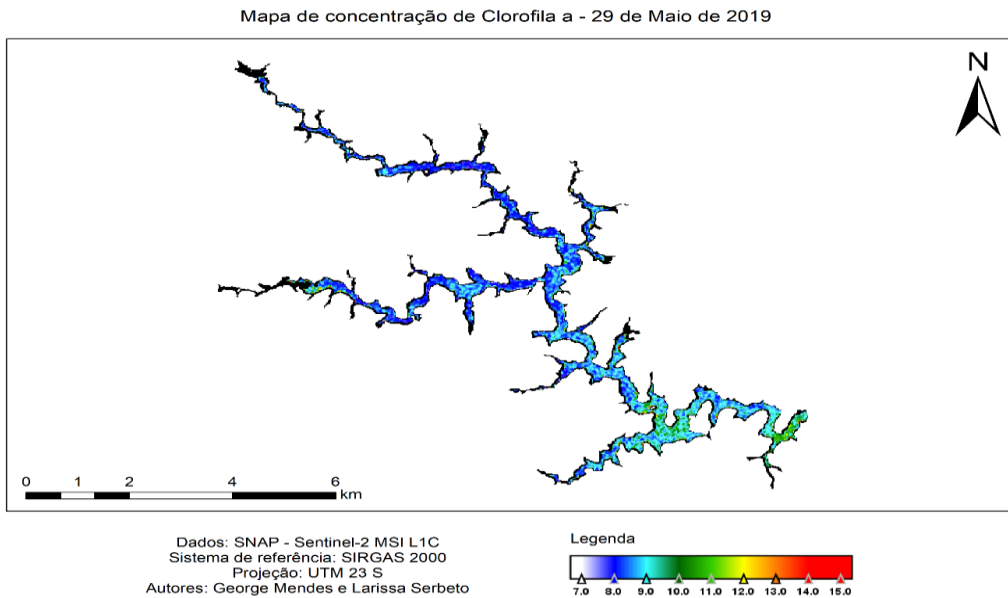 Mapa de concentração de Clorofila a - 29 de Maio de 2019
N
0 1 2 4 6
km
Dados: SNAP - Sentinel-2 MSI L1C
Sistema de referência: SIRGAS 2000
Projeção: UTM 23 S
Autores: George Mendes e Larissa Serbeto
Legenda
7.0 8.0 9.0 10.0 11.0 12.0 13.0 14.0 15.0